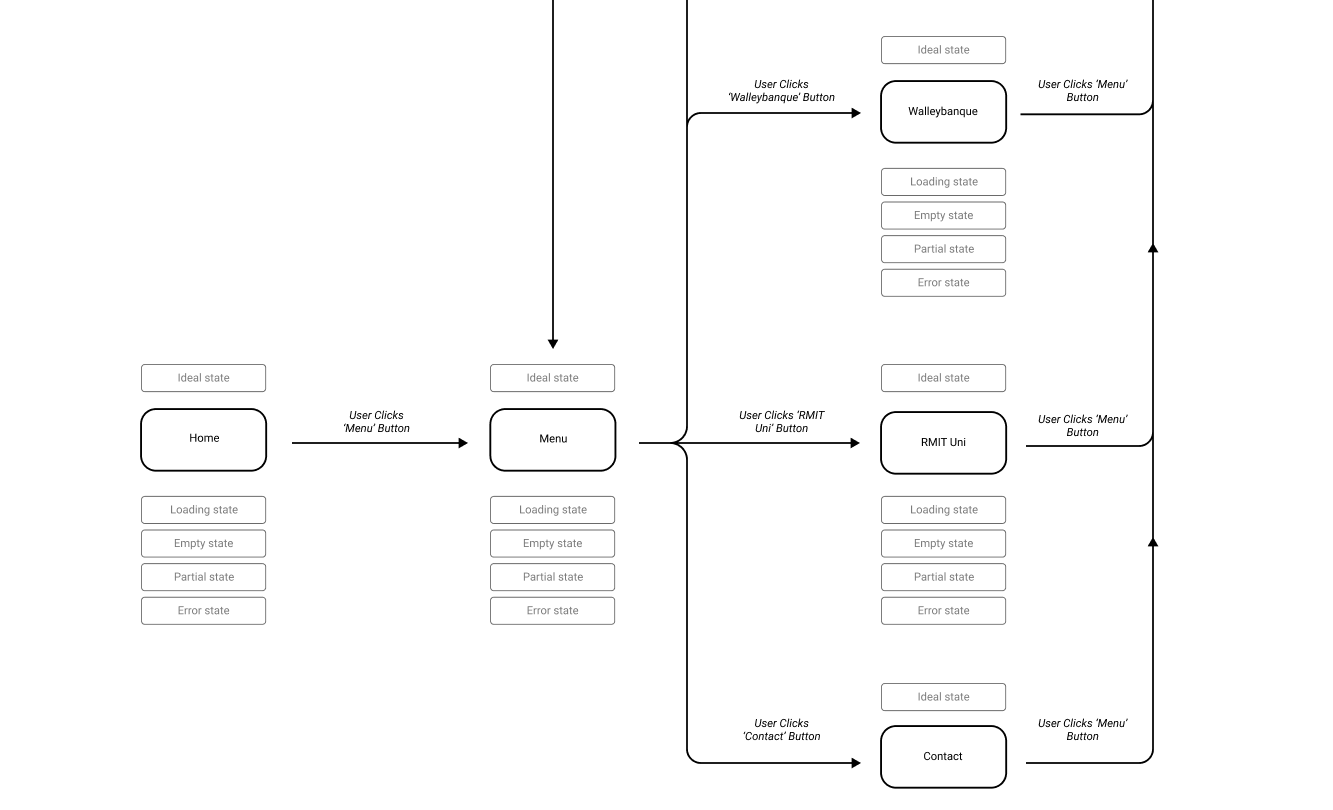 Ideal state
User Clicks
‘Walleybanque’ Button
Walleybanque
User Clicks ‘Menu’
Button
Loading state
Empty state
Partial state
Error state
Ideal state
Home
Loading state
Empty state
Partial state
Error state
User Clicks
‘Menu’ Button
Ideal state
Menu
Loading state
Empty state
Partial state
Error state
User Clicks ‘RMIT
Uni’ Button
Ideal state
RMIT Uni
Loading state
Empty state
Partial state
Error state
User Clicks ‘Menu’
Button
User Clicks
‘Contact’ Button
Ideal state
Contact
User Clicks ‘Menu’
Button